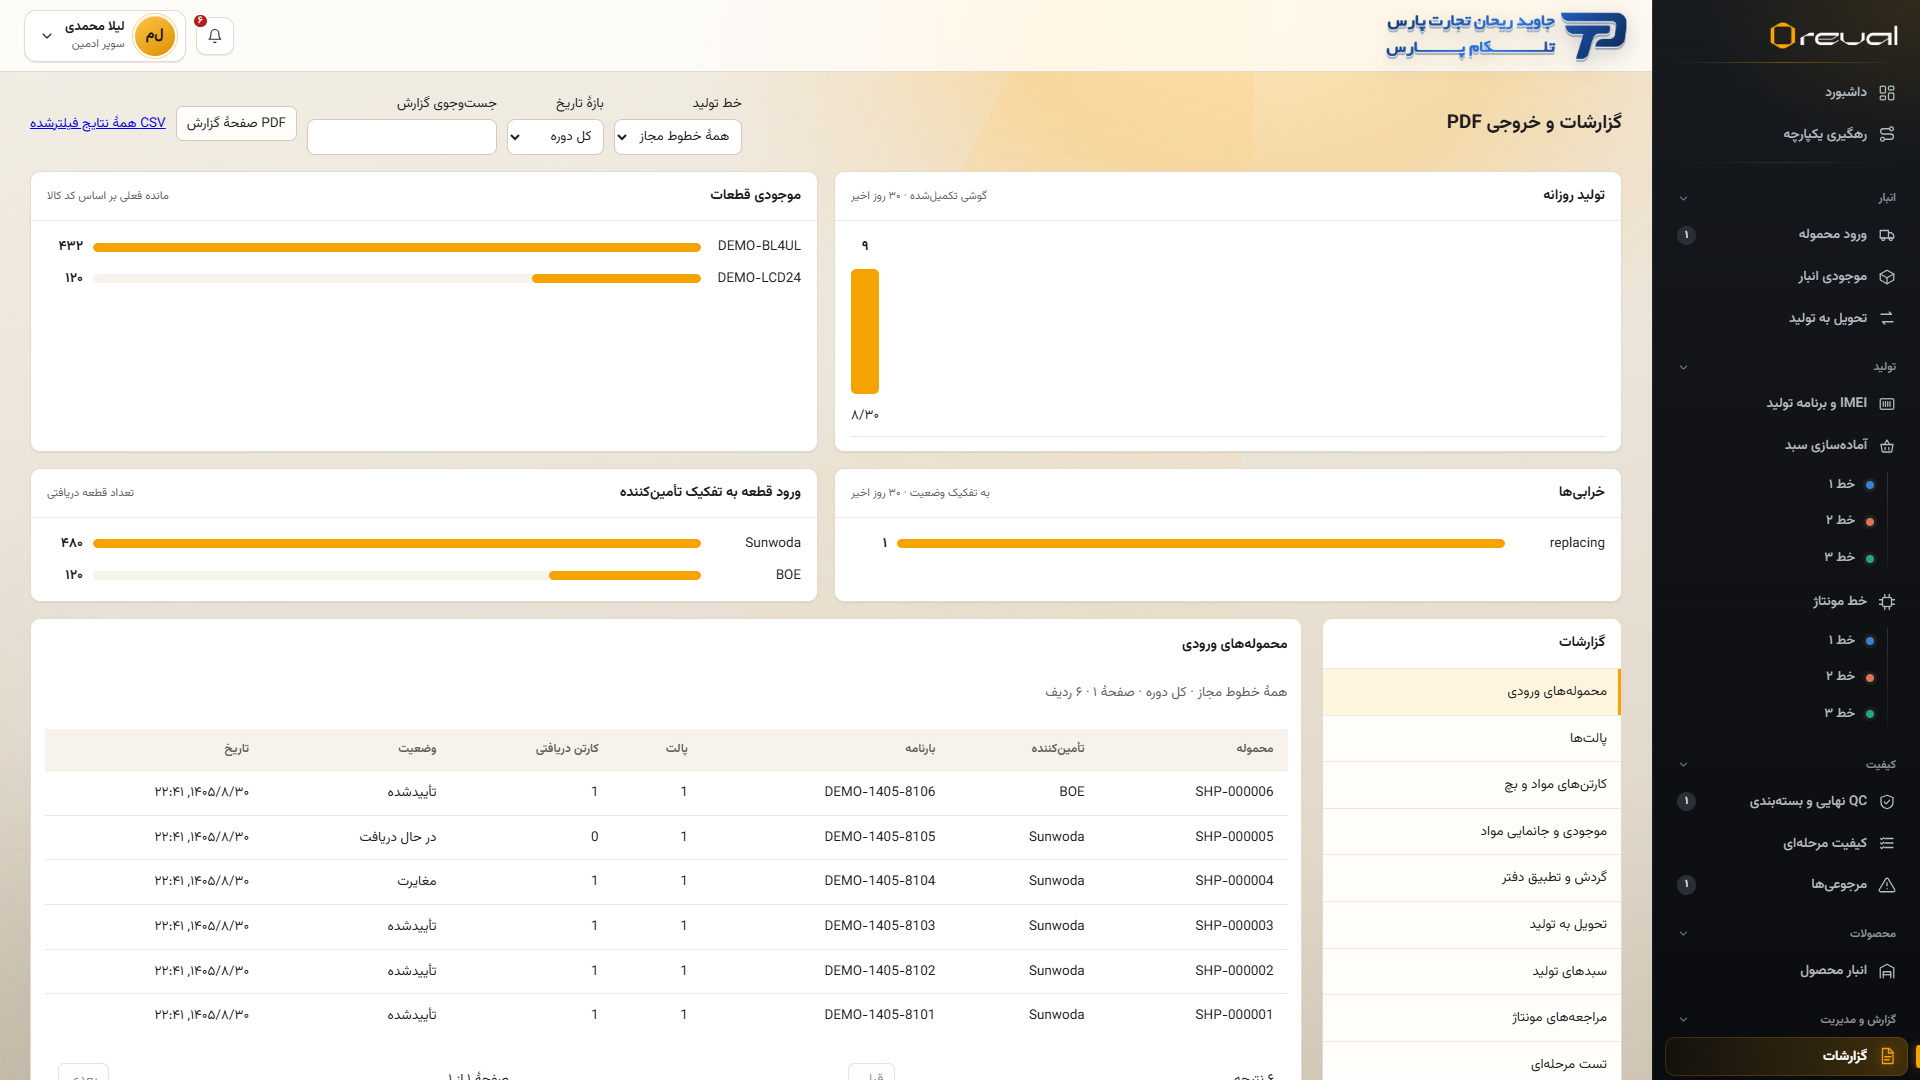 oreval
داشبورد
رهگیری یکپارچه
انبار
ورود محموله
۱
موجودی انبار
تحویل به تولید
تولید
IMEI و برنامه تولید
آماده‌سازی سبد
خط ۱
خط ۲
خط ۳
خط مونتاژ
خط ۱
خط ۲
خط ۳
کیفیت
QC نهایی و بسته‌بندی
۱
کیفیت مرحله‌ای
مرجوعی‌ها
۱
محصولات
انبار محصول
گزارش و مدیریت
گزارشات
جاوید ریحان تجارت پارس
تلکام پارس
۶
لیلا محمدی
سوپر ادمین
ل‌م
گزارشات و خروجی PDF
خط تولید
همهٔ خطوط مجاز
بازهٔ تاریخ
کل دوره
جست‌وجوی گزارش
PDF صفحهٔ گزارش
CSV همهٔ نتایج فیلترشده
تولید روزانه
گوشی تکمیل‌شده · ۳۰ روز اخیر
۹
۸/۳۰
موجودی قطعات
مانده فعلی بر اساس کد کالا
DEMO-BL4UL ۴۳۲
DEMO-LCD24 ۱۲۰
خرابی‌ها
به تفکیک وضعیت · ۳۰ روز اخیر
replacing ۱
ورود قطعه به تفکیک تأمین‌کننده
تعداد قطعه دریافتی
Sunwoda ۴۸۰
BOE ۱۲۰
گزارشات
محموله‌های ورودی
پالت‌ها
کارتن‌های مواد و بچ
موجودی و جانمایی مواد
گردش و تطبیق دفتر
تحویل به تولید
سبدهای تولید
مراجعه‌های مونتاژ
تست مرحله‌ای
محموله‌های ورودی
همهٔ خطوط مجاز · کل دوره · صفحهٔ ۱ · ۶ ردیف
محموله تأمین‌کننده بارنامه پالت کارتن دریافتی وضعیت تاریخ
SHP-000006 BOE DEMO-1405-8106 1 1 تأییدشده ۱۴۰۵/۸/۳۰, ۲۲:۴۱
SHP-000005 Sunwoda DEMO-1405-8105 1 0 در حال دریافت ۱۴۰۵/۸/۳۰, ۲۲:۴۱
SHP-000004 Sunwoda DEMO-1405-8104 1 1 مغایرت ۱۴۰۵/۸/۳۰, ۲۲:۴۱
SHP-000003 Sunwoda DEMO-1405-8103 1 1 تأییدشده ۱۴۰۵/۸/۳۰, ۲۲:۴۱
SHP-000002 Sunwoda DEMO-1405-8102 1 1 تأییدشده ۱۴۰۵/۸/۳۰, ۲۲:۴۱
SHP-000001 Sunwoda DEMO-1405-8101 1 1 تأییدشده ۱۴۰۵/۸/۳۰, ۲۲:۴۱
۶ نتیجه قبلی صفحهٔ ۱ از ۱ بعدی